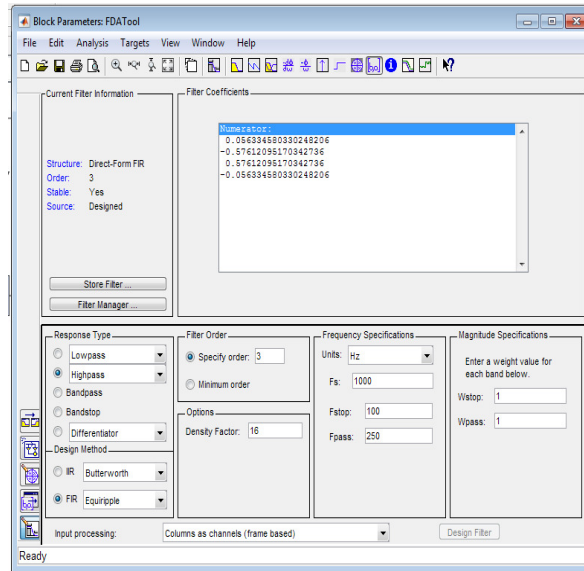 Block Parameters: FDATool
File Edit Analysis Targets View Window Help
Current Filter Information
Structure: Direct-Form FIR
Order: 3
Stable: Yes
Source: Designed
Store Filter ...
Filter Manager ...
Filter Coefficients
Numerator:
0.056334580330248206
-0.57612095170342736
0.57612095170342736
-0.056334580330248206
Response Type
Lowpass
Highpass
Bandpass
Bandstop
Differentiator
Design Method
IIR Butterworth
FIR Equiripple
Filter Order
Specify order: 3
Minimum order
Options
Density Factor: 16
Frequency Specifications
Units: Hz
Fs: 1000
Fstop: 100
Fpass: 250
Magnitude Specifications
Enter a weight value for
each band below.
Wstop: 1
Wpass: 1
Input processing: Columns as channels (frame based)
Design Filter
Ready